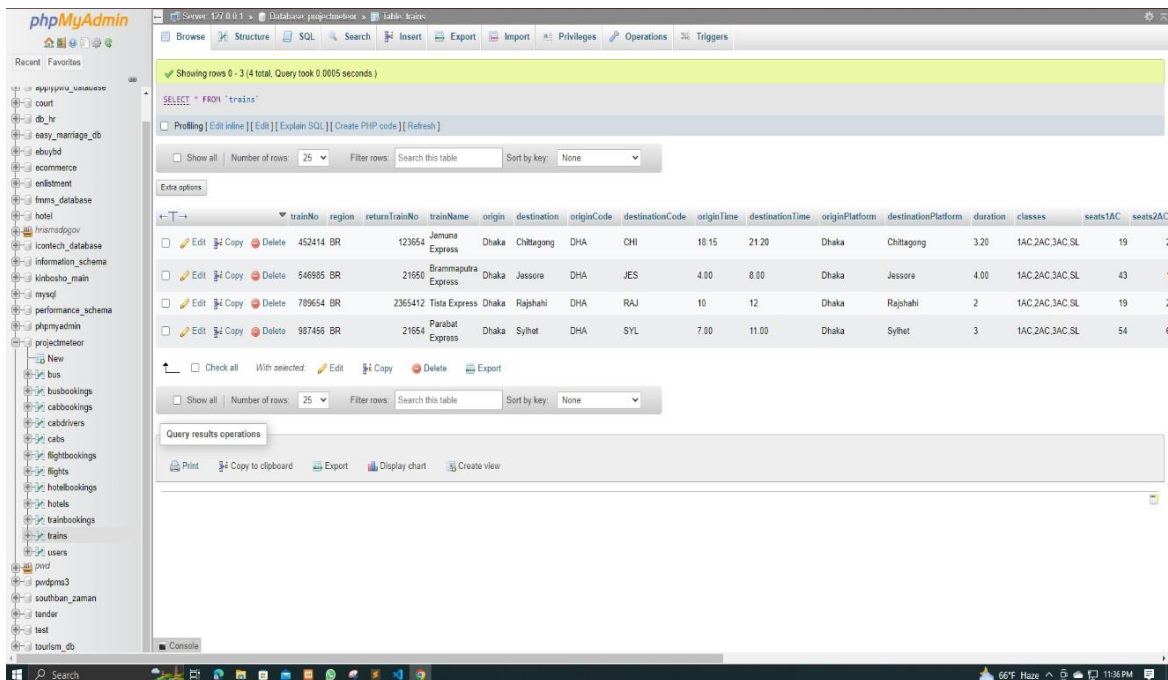 phpMyAdmin
Server: 127.0.0.1 » Database: projectmeteor » Table: trains
Browse Structure SQL Search Insert Export Import Privileges Operations Triggers
Recent Favorites
court
db_hr
easy_marriage_db
ebuybd
ecommerce
enlistment
fmms_database
hotel
icontech_database
information_schema
kinbosho_main
mysql
performance_schema
phpmyadmin
projectmeteor
New
bus
busbookings
cabbookings
cabdrivers
cabs
flightbookings
flights
hotelbookings
hotels
trainbookings
trains
users
pwd
pwdpms3
southban_zaman
tender
test
tourism_db
Showing rows 0 - 3 (4 total, Query took 0.0005 seconds.)
SELECT * FROM `trains`
Profiling [ Edit inline ] [ Edit ] [ Explain SQL ] [ Create PHP code ] [ Refresh ]
Show all | Number of rows: 25 Filter rows: Search this table Sort by key: None
Extra options
←T→ trainNo region returnTrainNo trainName origin destination originCode destinationCode originTime destinationTime originPlatform destinationPlatform duration classes seats1AC seats2AC
Edit Copy Delete 452414 BR 123654 Jamuna Express Dhaka Chittagong DHA CHI 18.15 21.20 Dhaka Chittagong 3.20 1AC,2AC,3AC,SL 19
Edit Copy Delete 546985 BR 21650 Brammaputra Express Dhaka Jessore DHA JES 4.00 8.00 Dhaka Jessore 4.00 1AC,2AC,3AC,SL 43
Edit Copy Delete 789654 BR 2365412 Tista Express Dhaka Rajshahi DHA RAJ 10 12 Dhaka Rajshahi 2 1AC,2AC,3AC,SL 19
Edit Copy Delete 987456 BR 21654 Parabat Express Dhaka Sylhet DHA SYL 7.00 11.00 Dhaka Sylhet 3 1AC,2AC,3AC,SL 54
Check all With selected: Edit Copy Delete Export
Show all | Number of rows: 25 Filter rows: Search this table Sort by key: None
Query results operations
Print Copy to clipboard Export Display chart Create view
Console
Search
66°F Haze 11:36 PM